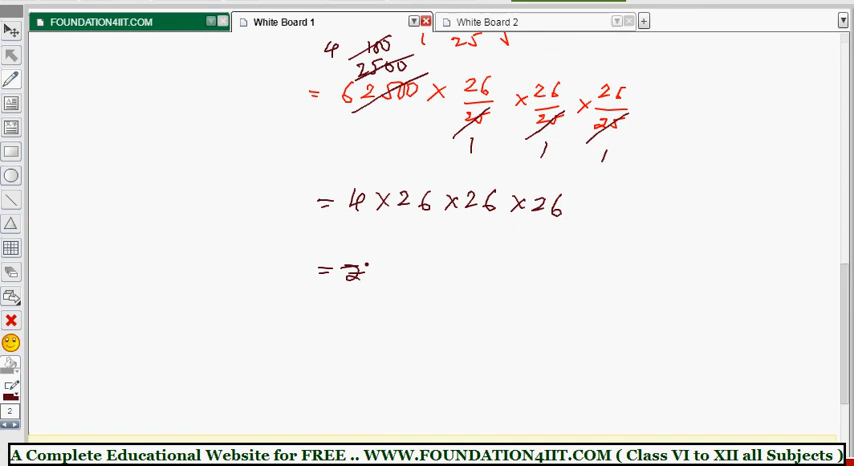 FOUNDATION4IIT.COM White Board 1 White Board 2
4 100 1 25 ↓
2500
= 62500 × 26/25 × 26/25 × 26/25
1 1 1
= 4 × 26 × 26 × 26
= 2
2
A Complete Educational Website for FREE .. WWW.FOUNDATION4IIT.COM ( Class VI to XII all Subjects )